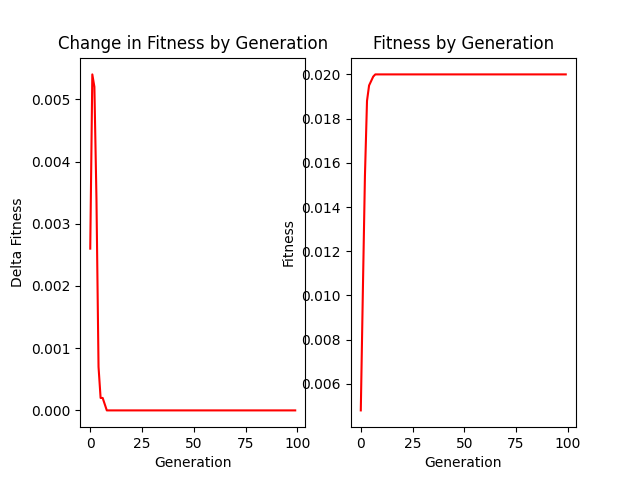 Change in Fitness by Generation
Delta Fitness
0.005
0.004
0.003
0.002
0.001
0.000
0 25 50 75 100
Generation
Fitness by Generation
Fitness
0.020
0.018
0.016
0.014
0.012
0.010
0.008
0.006
0 25 50 75 100
Generation